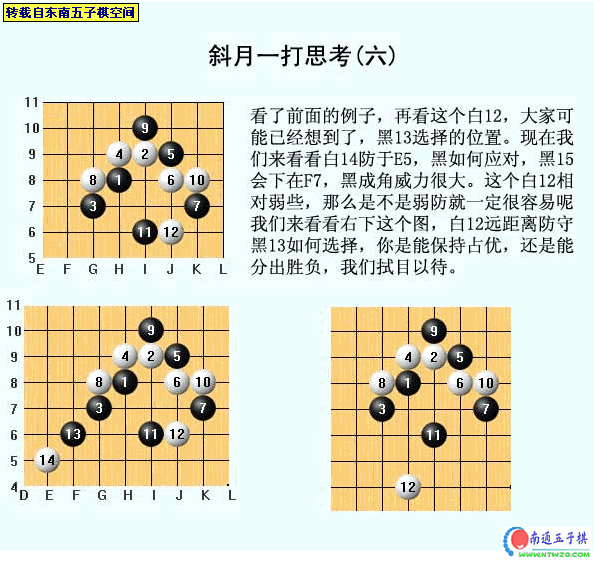 转载自东南五子棋空间
斜月一打思考(六)
11
10
9
8
7
6
5
E F G H I J K L
9
4 2 5
8 1 6 10
3 7
11 12
看了前面的例子，再看这个白12，大家可
能已经想到了，黑13选择的位置。现在我
们来看看白14防于E5，黑如何应对，黑15
会下在F7，黑成角威力很大。这个白12相
对弱些，那么是不是弱防就一定很容易呢
我们来看看右下这个图，白12远距离防守
黑13如何选择，你是能保持占优，还是能
分出胜负，我们拭目以待。
11
10
9
8
7
6
5
4
D E F G H I J K L
9
4 2 5
8 1 6 10
3 7
13 11 12
14
9
4 2 5
8 1 6 10
3 7
11
12
南通五子棋
WWW.NTWZQ.COM